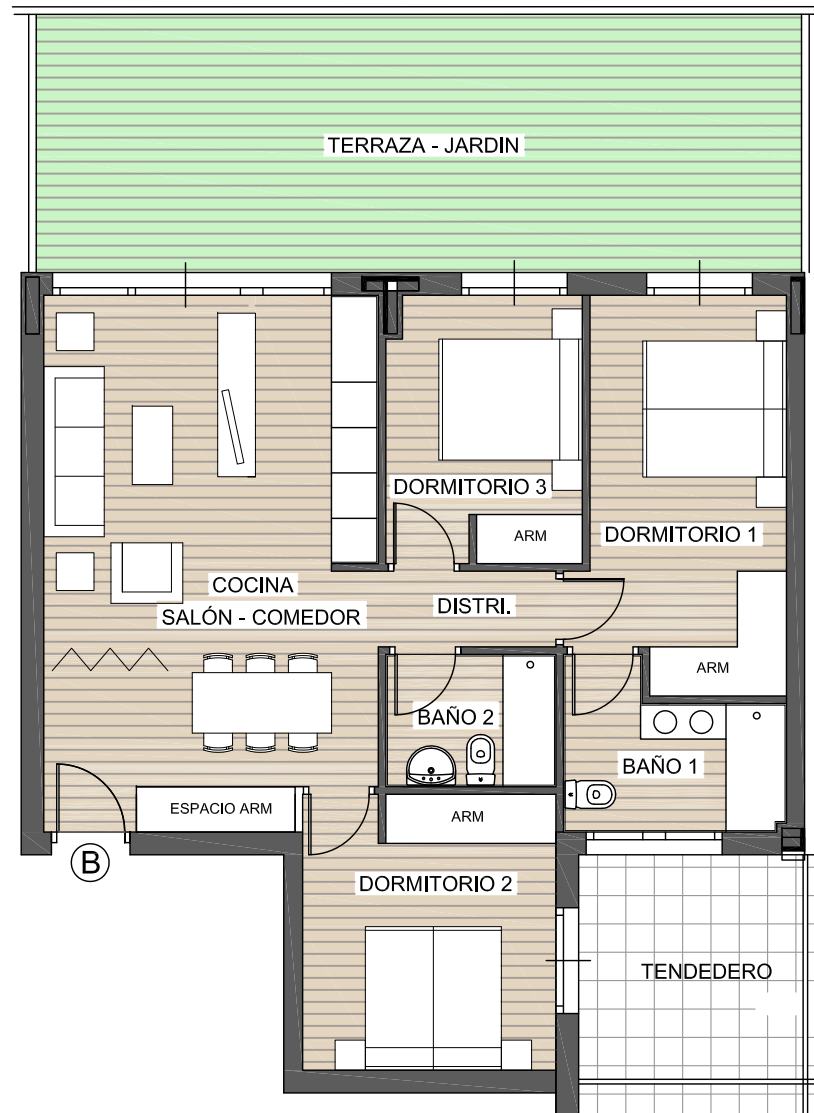 TERRAZA - JARDIN
DORMITORIO 3
ARM
DORMITORIO 1
COCINA
SALÓN - COMEDOR
DISTRI.
ARM
BAÑO 2
BAÑO 1
ESPACIO ARM
ARM
B
DORMITORIO 2
TENDEDERO